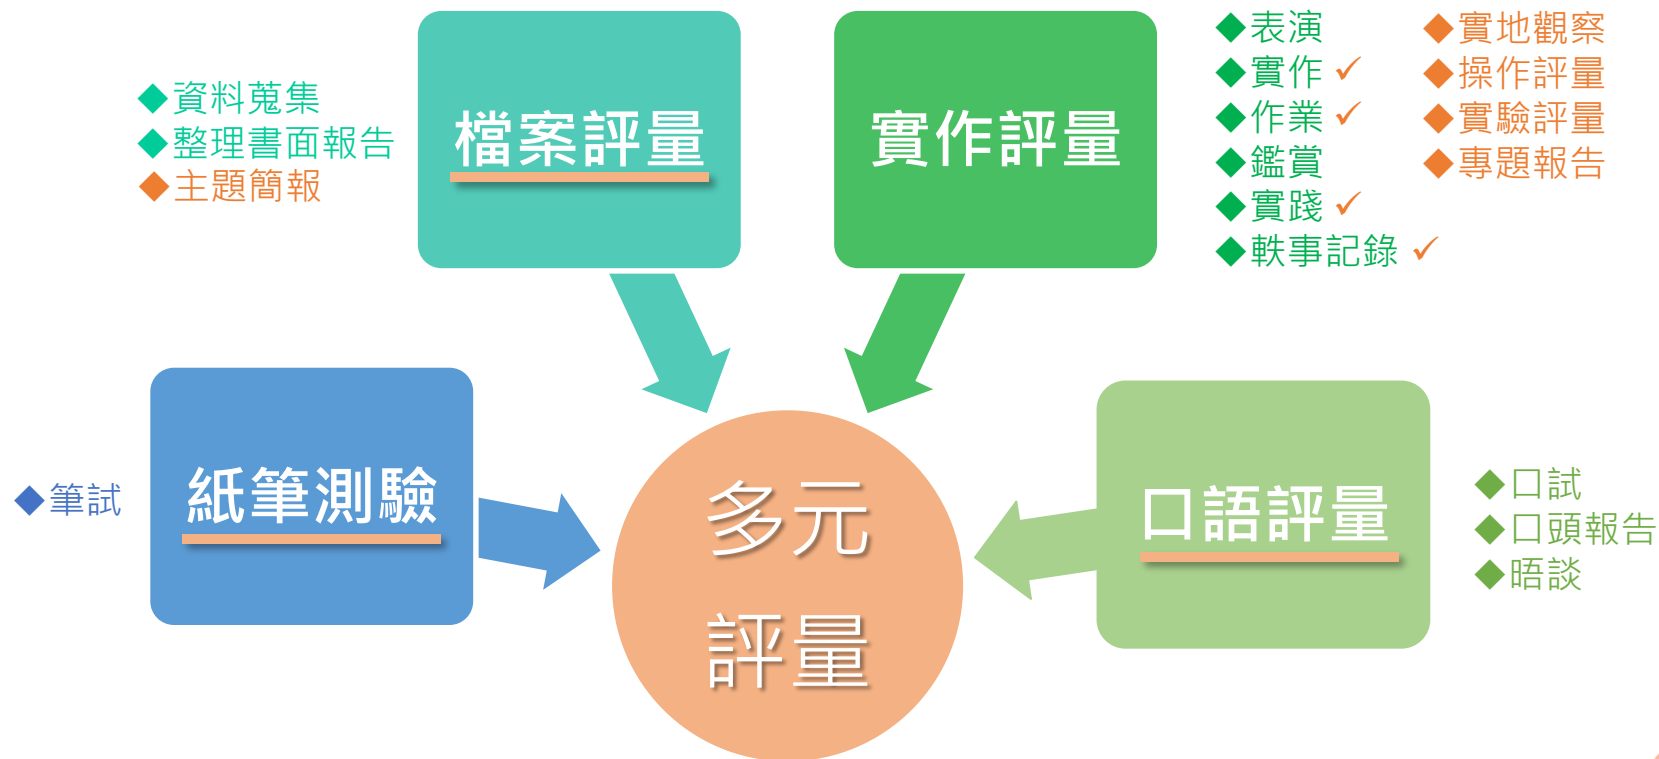 ◆資料蒐集
◆整理書面報告
◆主題簡報
檔案評量
實作評量
◆表演
◆實作 ✓
◆作業 ✓
◆鑑賞
◆實踐 ✓
◆軼事記錄 ✓
◆實地觀察
◆操作評量
◆實驗評量
◆專題報告
◆筆試
紙筆測驗
多元
評量
口語評量
◆口試
◆口頭報告
◆晤談